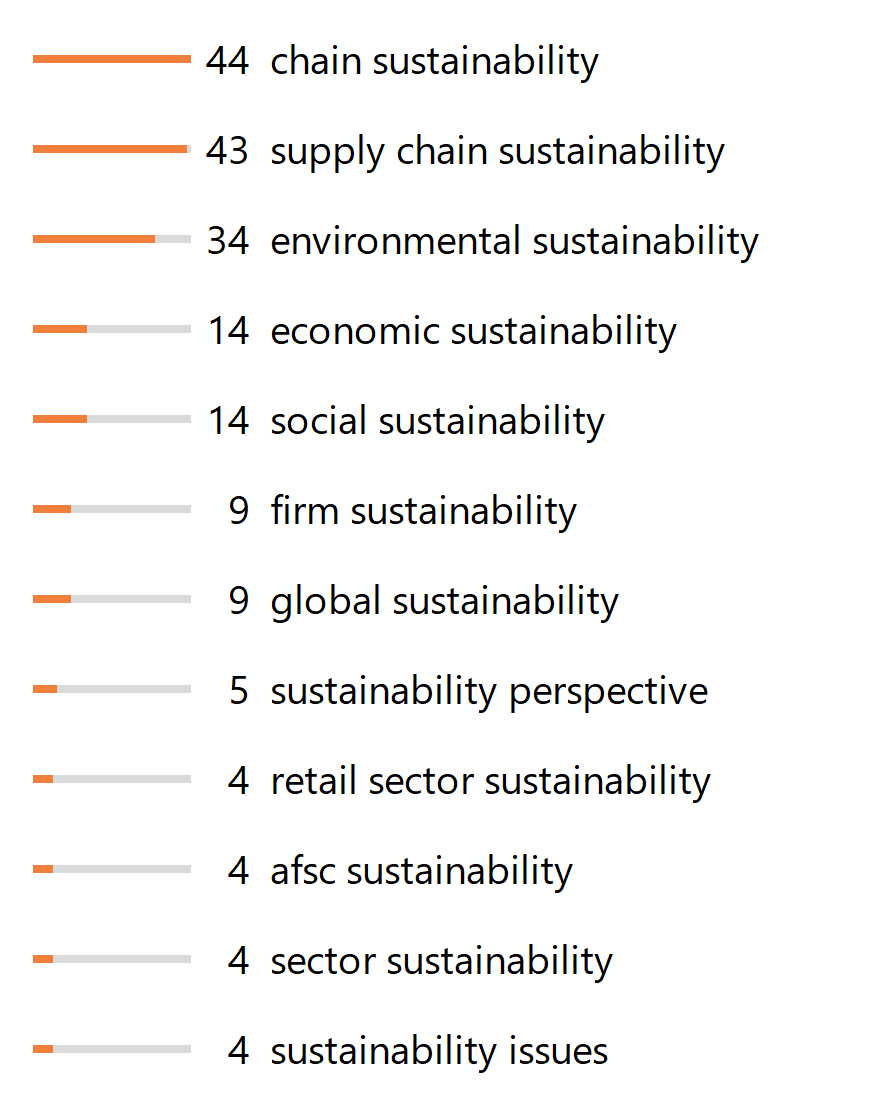 44 chain sustainability
43 supply chain sustainability
34 environmental sustainability
14 economic sustainability
14 social sustainability
9 firm sustainability
9 global sustainability
5 sustainability perspective
4 retail sector sustainability
4 afsc sustainability
4 sector sustainability
4 sustainability issues